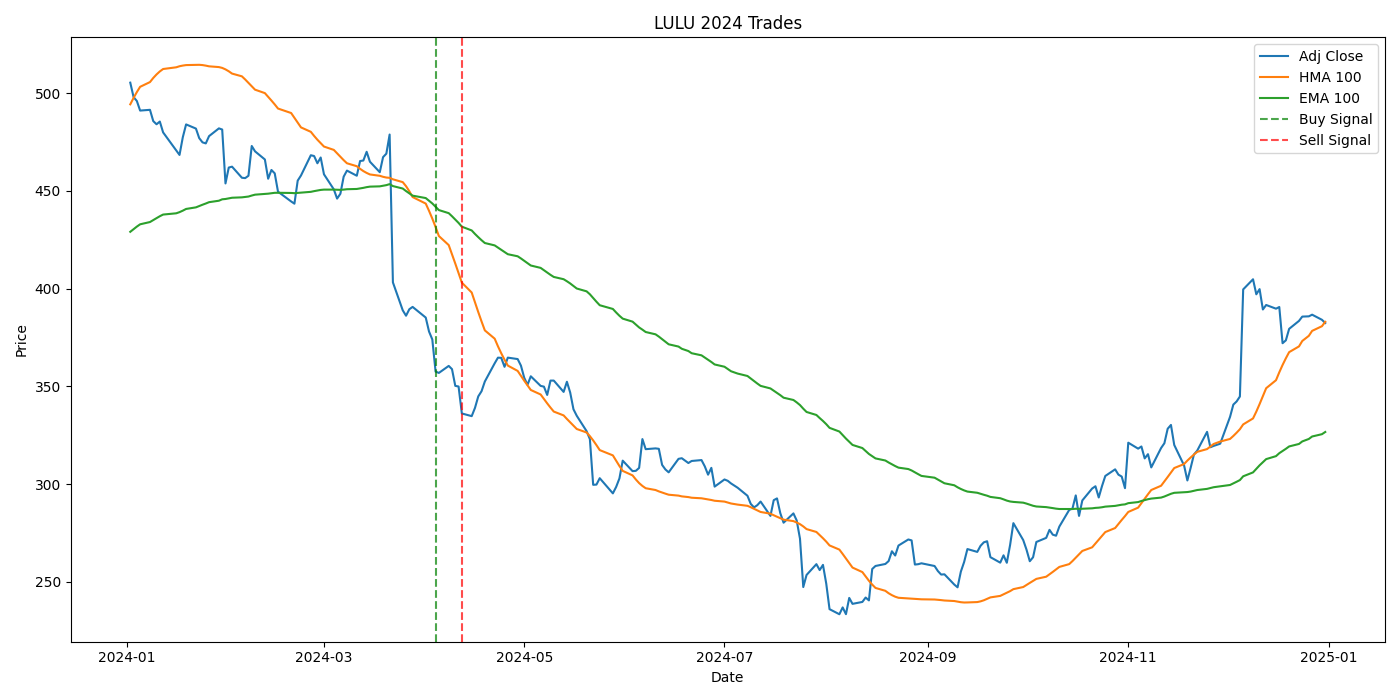 LULU 2024 Trades
Adj Close
HMA 100
EMA 100
Buy Signal
Sell Signal
Price
500
450
400
350
300
250
2024-01
2024-03
2024-05
2024-07
2024-09
2024-11
2025-01
Date